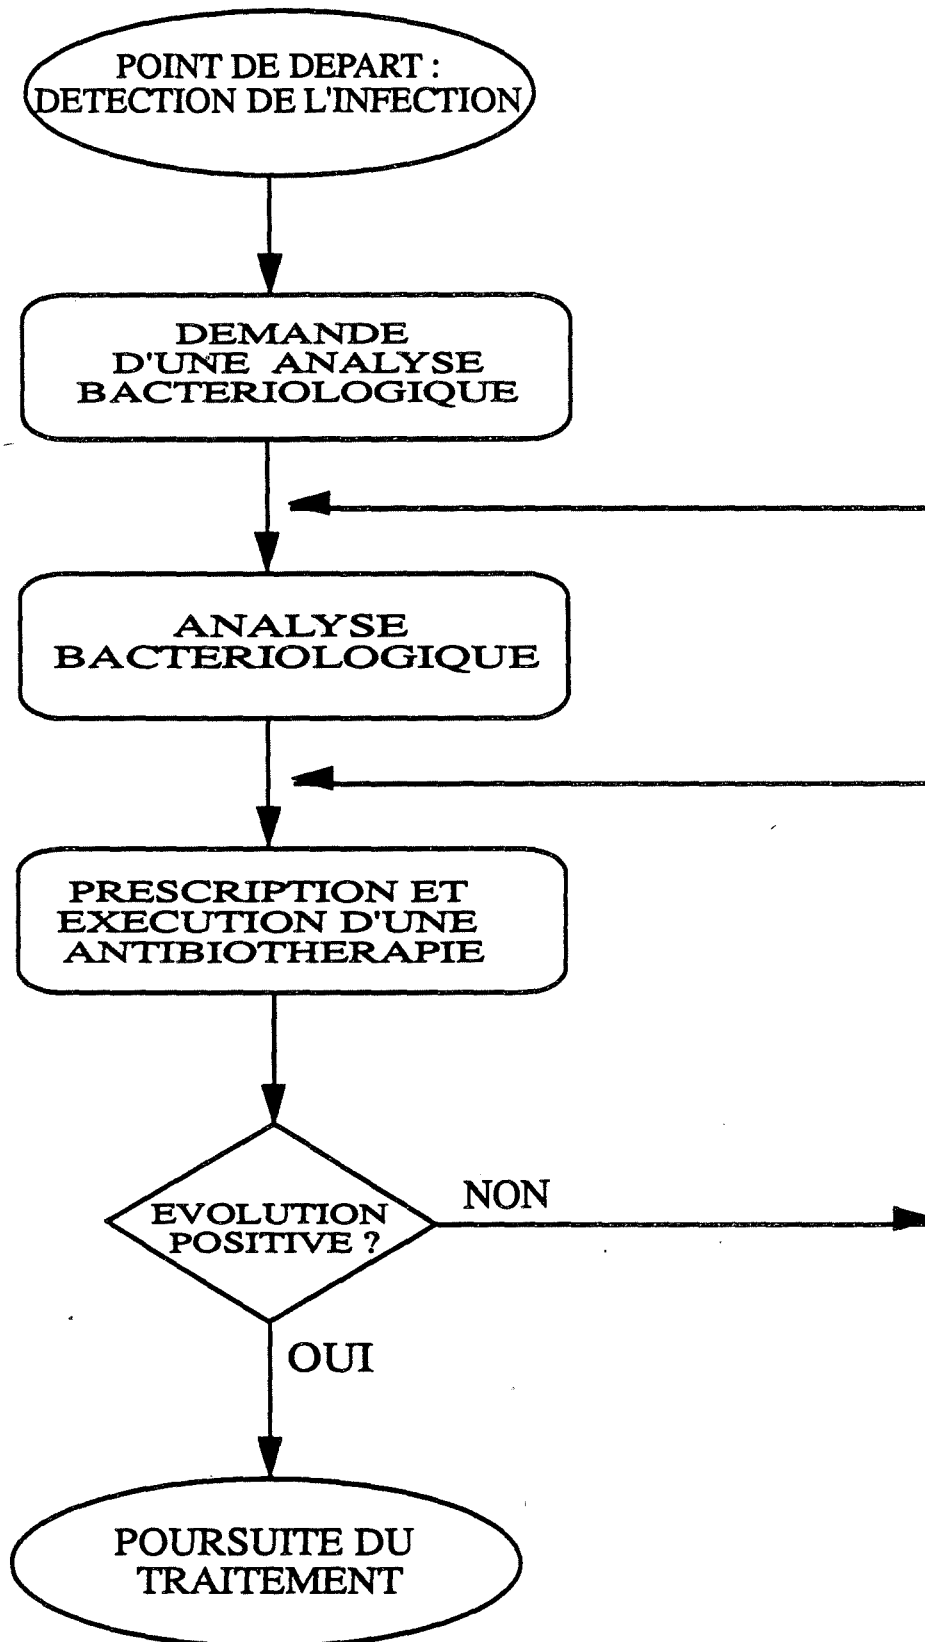 POINT DE DEPART :
DETECTION DE L'INFECTION
DEMANDE
D'UNE ANALYSE
BACTERIOLOGIQUE
ANALYSE
BACTERIOLOGIQUE
PRESCRIPTION ET
EXECUTION D'UNE
ANTIBIOTHERAPIE
EVOLUTION
POSITIVE ?
NON
OUI
POURSUITE DU
TRAITEMENT